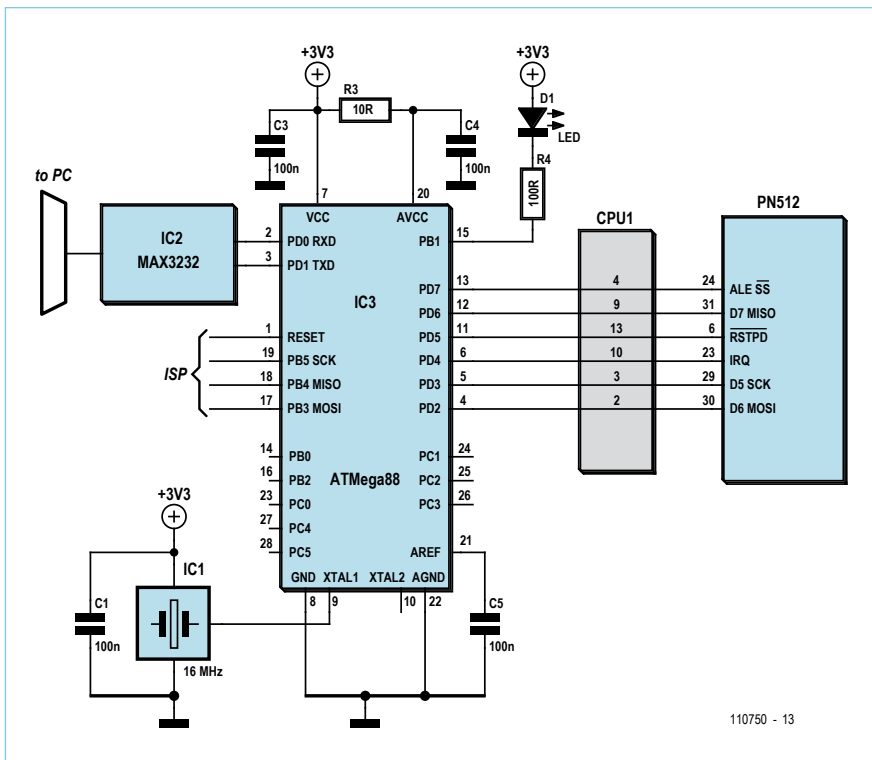 +3V3
+3V3
R3
10R
D1
LED
C3
100n
C4
100n
R4
100R
to PC
7
20
VCC
AVCC
CPU1
PN512
IC2
MAX3232
2
PD0 RXD
3
PD1 TXD
15
PB1
IC3
13
PD7
4
24
ALE SS
12
PD6
9
31
D7 MISO
11
PD5
13
6
RSTPD
6
PD4
10
23
IRQ
5
PD3
3
29
D5 SCK
4
PD2
2
30
D6 MOSI
ISP
1
RESET
19
PB5 SCK
18
PB4 MISO
17
PB3 MOSI
14
PB0
16
PB2
23
PC0
27
PC4
28
PC5
ATMega88
PC1
24
PC2
25
PC3
26
AREF
21
GND
XTAL1
XTAL2
AGND
8
9
10
22
+3V3
IC1
C1
100n
16 MHz
C5
100n
110750 - 13